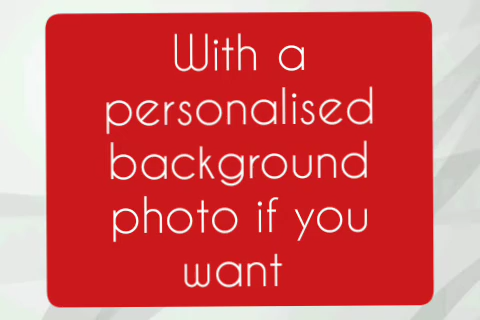 With a
personalised
background
photo if you
want